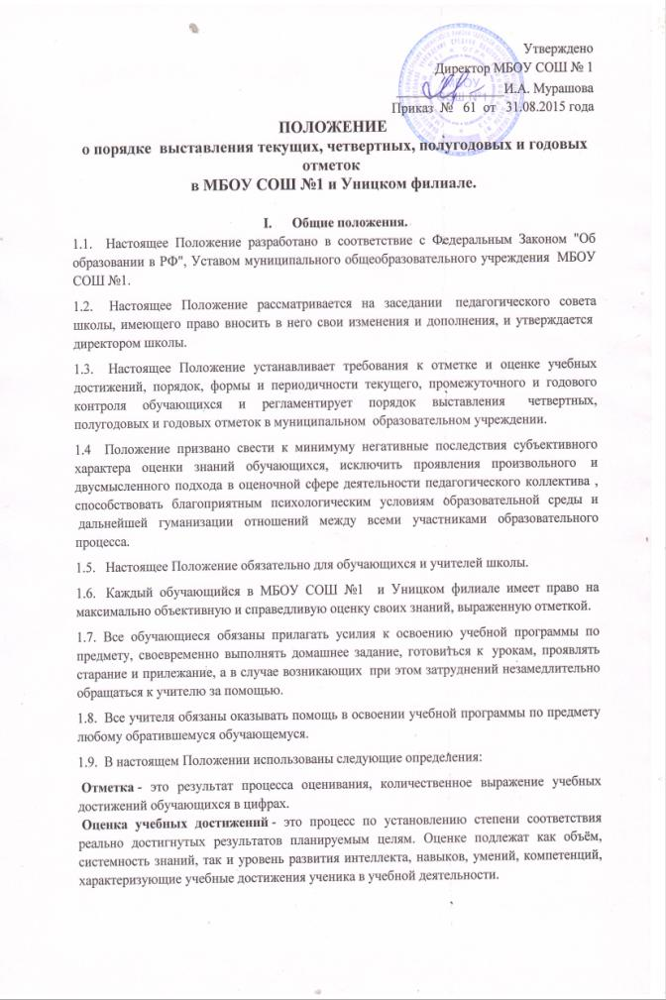 Утверждено
Директор МБОУ СОШ № 1
И.А. Мурашова
Приказ № 61 от 31.08.2015 года
ПОЛОЖЕНИЕ
о порядке выставления текущих, четвертных, полугодовых и годовых
отметок
в МБОУ СОШ №1 и Уницком филиале.
I. Общие положения.
1.1. Настоящее Положение разработано в соответствие с Федеральным Законом "Об
образовании в РФ", Уставом муниципального общеобразовательного учреждения МБОУ
СОШ №1.
1.2. Настоящее Положение рассматривается на заседании педагогического совета
школы, имеющего право вносить в него свои изменения и дополнения, и утверждается
директором школы.
1.3. Настоящее Положение устанавливает требования к отметке и оценке учебных
достижений, порядок, формы и периодичности текущего, промежуточного и годового
контроля обучающихся и регламентирует порядок выставления четвертных,
полугодовых и годовых отметок в муниципальном образовательном учреждении.
1.4 Положение призвано свести к минимуму негативные последствия субъективного
характера оценки знаний обучающихся, исключить проявления произвольного и
двусмысленного подхода в оценочной сфере деятельности педагогического коллектива ,
способствовать благоприятным психологическим условиям образовательной среды и
дальнейшей гуманизации отношений между всеми участниками образовательного
процесса.
1.5. Настоящее Положение обязательно для обучающихся и учителей школы.
1.6. Каждый обучающийся в МБОУ СОШ №1 и Уницком филиале имеет право на
максимально объективную и справедливую оценку своих знаний, выраженную отметкой.
1.7. Все обучающиеся обязаны прилагать усилия к освоению учебной программы по
предмету, своевременно выполнять домашнее задание, готовиться к урокам, проявлять
старание и прилежание, а в случае возникающих при этом затруднений незамедлительно
обращаться к учителю за помощью.
1.8. Все учителя обязаны оказывать помощь в освоении учебной программы по предмету
любому обратившемуся обучающемуся.
1.9. В настоящем Положении использованы следующие определения:
Отметка - это результат процесса оценивания, количественное выражение учебных
достижений обучающихся в цифрах.
Оценка учебных достижений - это процесс по установлению степени соответствия
реально достигнутых результатов планируемым целям. Оценке подлежат как объём,
системность знаний, так и уровень развития интеллекта, навыков, умений, компетенций,
характеризующие учебные достижения ученика в учебной деятельности.